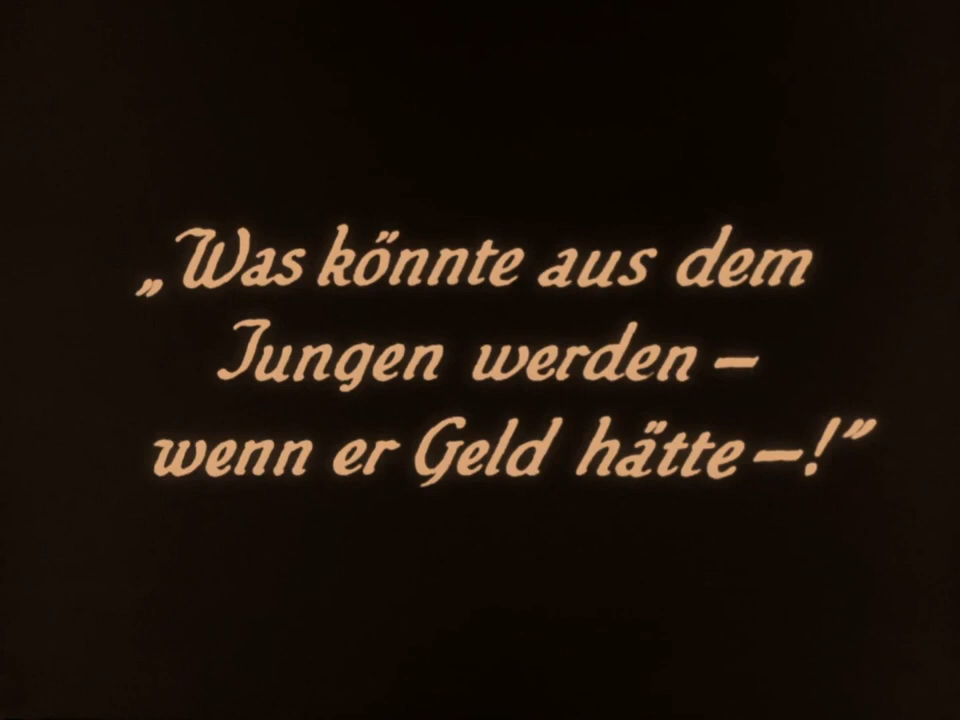 „Was könnte aus dem
Jungen werden –
wenn er Geld hätte –!"